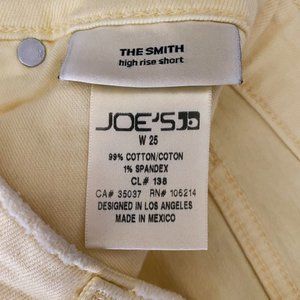 THE SMITH
high rise short
JOE'S
W 25
99% COTTON/COTON
1% SPANDEX
CL# 138
CA# 35037 RN# 106214
DESIGNED IN LOS ANGELES
MADE IN MEXICO